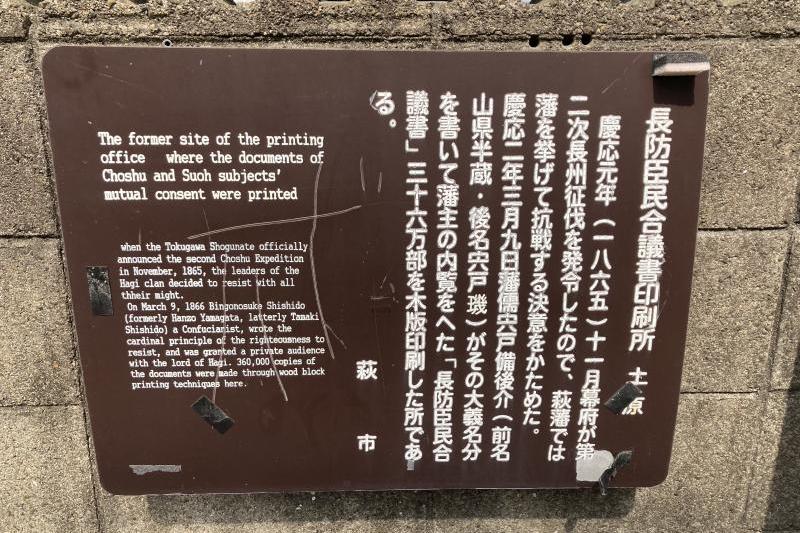 長防臣民合議書印刷所 土原
慶応元年（一八六五）十一月幕府が第
二次長州征伐を発令したので、萩藩では
藩を挙げて抗戦する決意をかためた。
慶応二年三月九日藩儒宍戸備後介（前名
山県半蔵・後名宍戸璣）がその大義名分
を書いて藩主の内覧をへた「長防臣民合
議書」三十六万部を木版印刷した所であ
る。
萩市
The former site of the printing
office where the documents of
Choshu and Suoh subjects'
mutual consent were printed
when the Tokugawa Shogunate officially
announced the second Choshu Expedition
in November, 1865, the leaders of the
Hagi clan decided to resist with all
thheir might.
On March 9, 1866 Bingonosuke Shishido
(formerly Hanzo Yamagata, latterly Tamaki
Shishido) a Confucianist, wrote the
cardinal principle of the righteousness to
resist, and was granted a private audience
with the lord of Hagi. 360,000 copies of
the documents were made through wood block
printing techniques here.